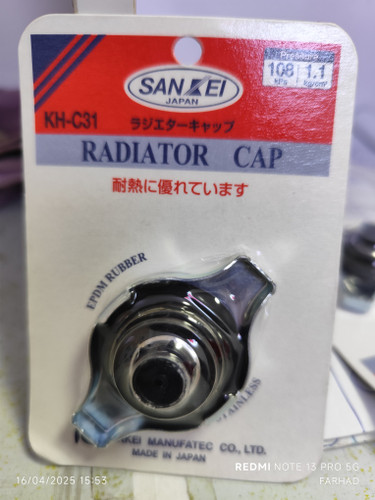 108
kPa
1.1
kg/cm²
SANKEI
JAPAN
KH-C31
ラジエターキャップ
RADIATOR CAP
耐熱に優れています
EPDM RUBBER
MANUFATEC CO., LTD.
MADE IN JAPAN
16/04/2025 15:53
REDMI NOTE 13 PRO 5G
FARHAD